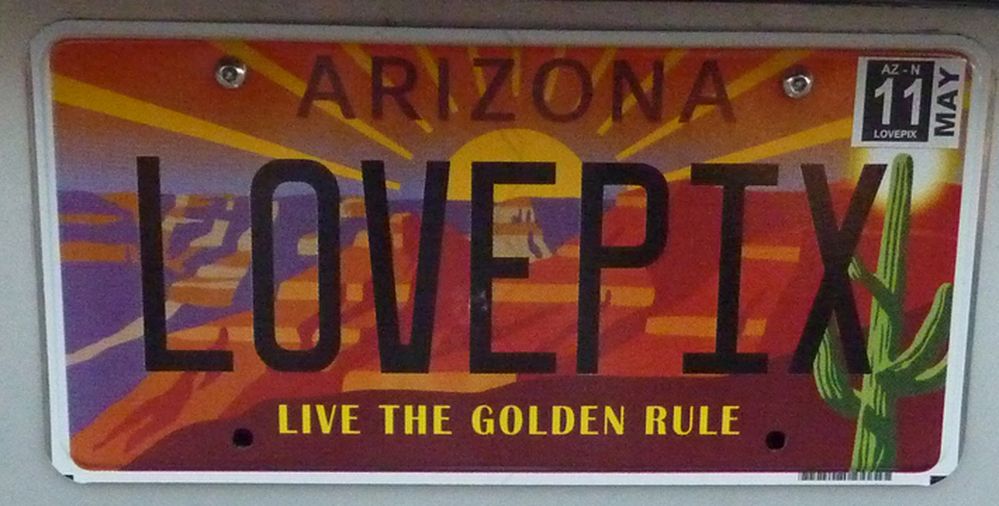 ARIZONA
AZ - N
11
LOVEPIX
MAY
LOVEPIX
LIVE THE GOLDEN RULE